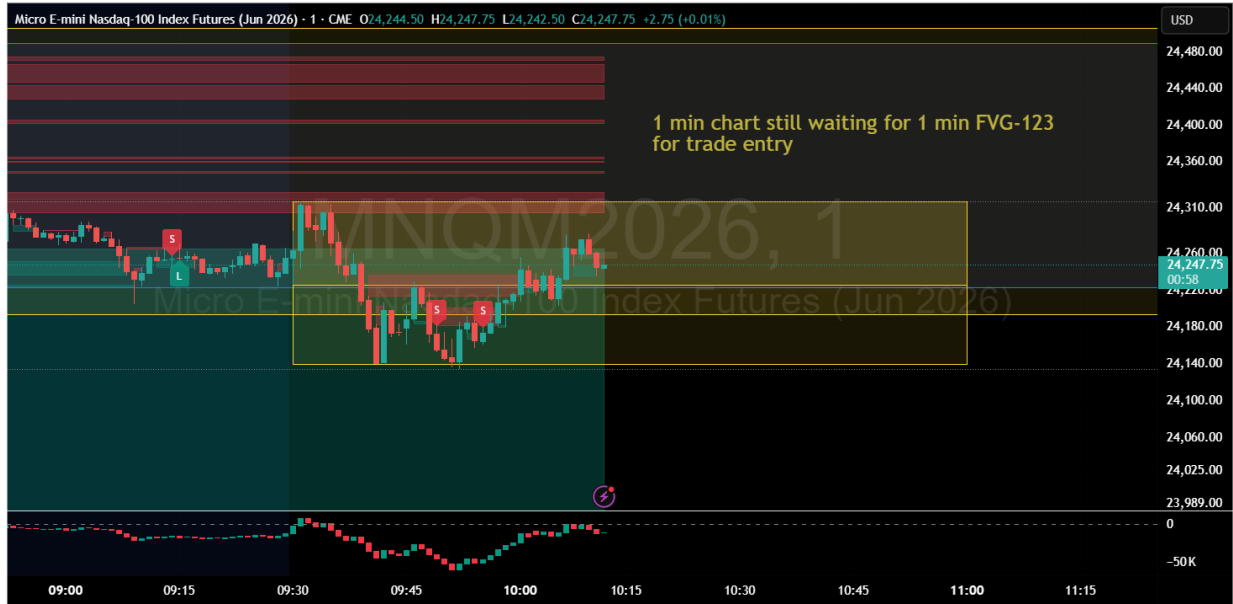 Micro E-mini Nasdaq-100 Index Futures (Jun 2026) · 1 · CME O24,244.50 H24,247.75 L24,242.50 C24,247.75 +2.75 (+0.01%)
USD
24,480.00
24,440.00
24,400.00
24,360.00
24,310.00
24,260.00
24,247.75
00:58
24,220.00
24,180.00
24,140.00
24,100.00
24,060.00
24,025.00
23,989.00
0
−50K
1 min chart still waiting for 1 min FVG-123
for trade entry
MNQM2026, 1
Micro E-mini Nasdaq-100 Index Futures (Jun 2026)
S
L
S
S
09:00 09:15 09:30 09:45 10:00 10:15 10:30 10:45 11:00 11:15